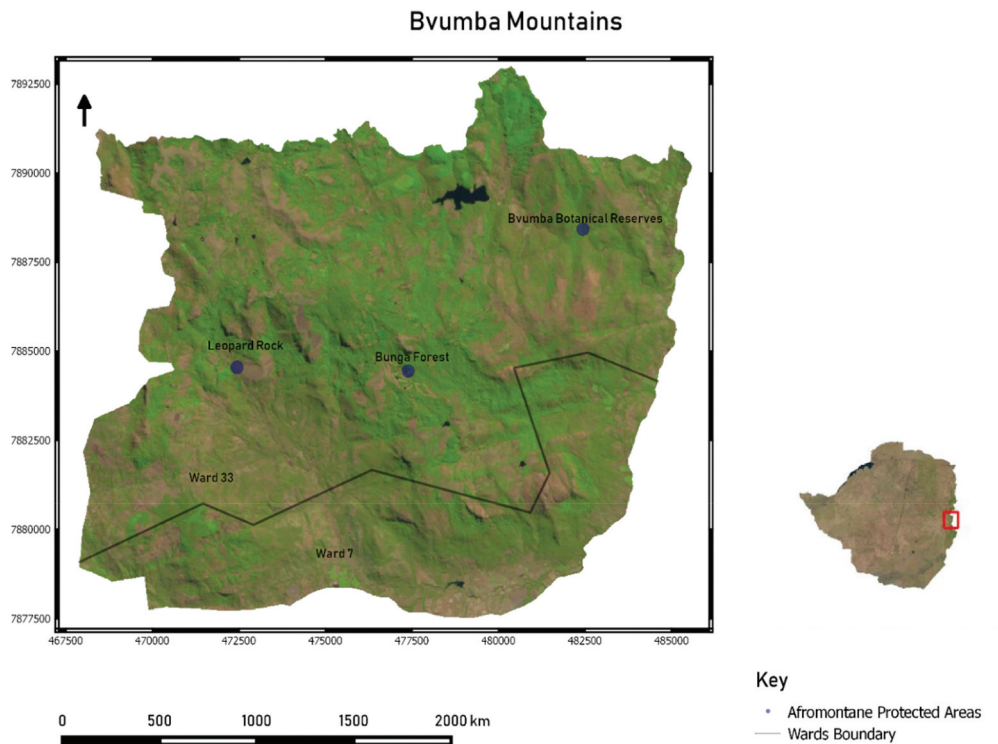 Bvumba Mountains
7892500
7890000
7887500
7885000
7882500
7880000
7877500
Bvumba Botanical Reserves
Leopard Rock
Bunga Forest
Ward 33
Ward 7
467500 470000 472500 475000 477500 480000 482500 485000
0 500 1000 1500 2000 km
Key
Afromontane Protected Areas
Wards Boundary